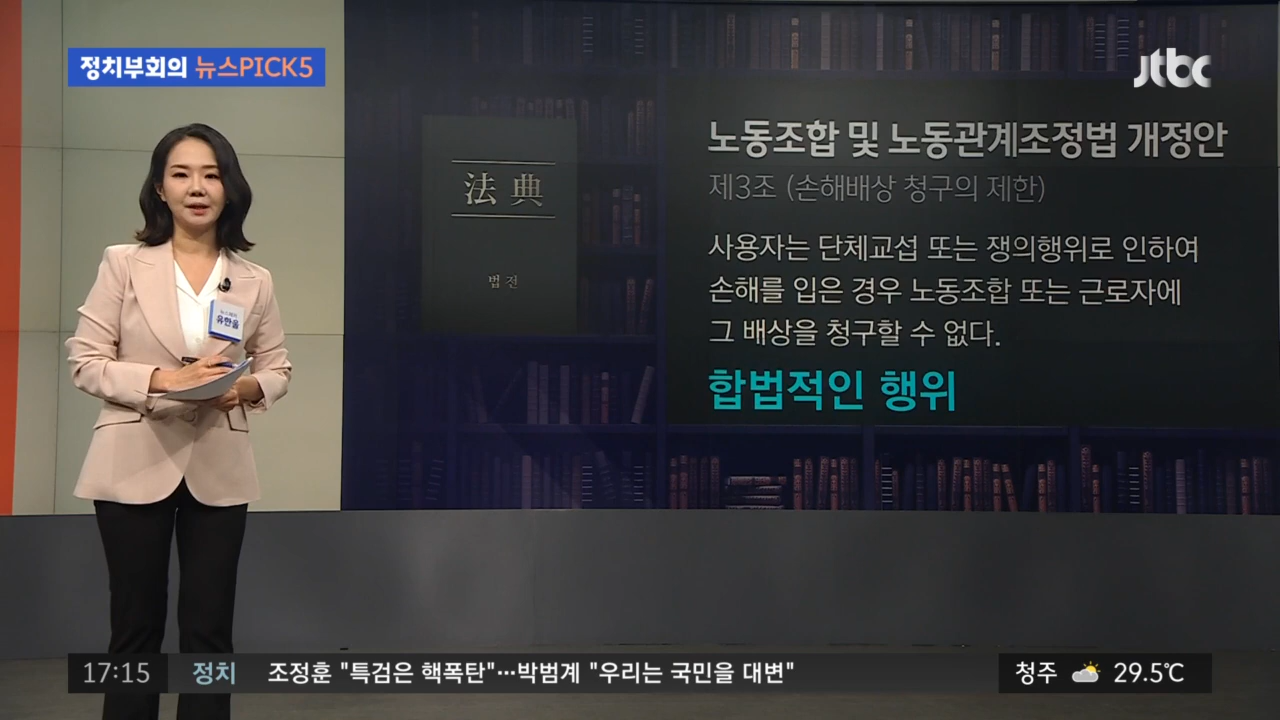 정치부회의 뉴스PICK5
jtbc
노동조합 및 노동관계조정법 개정안
제3조 (손해배상 청구의 제한)
法典
법전
사용자는 단체교섭 또는 쟁의행위로 인하여
손해를 입은 경우 노동조합 또는 근로자에
그 배상을 청구할 수 없다.
합법적인 행위
유한울
17:15 정치 조정훈 "특검은 핵폭탄"…박범계 "우리는 국민을 대변" 청주 29.5℃